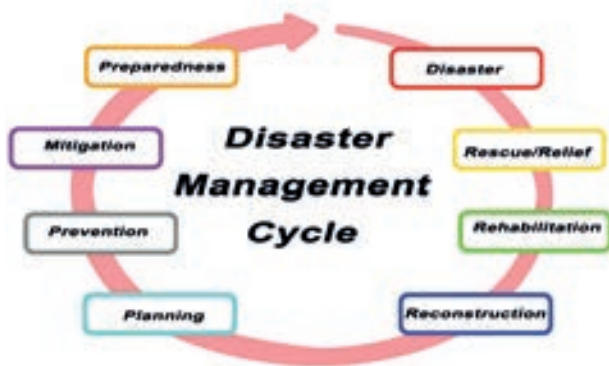 Preparedness
Disaster
Mitigation
Disaster
Management
Cycle
Rescue/Relief
Prevention
Rehabilitation
Planning
Reconstruction